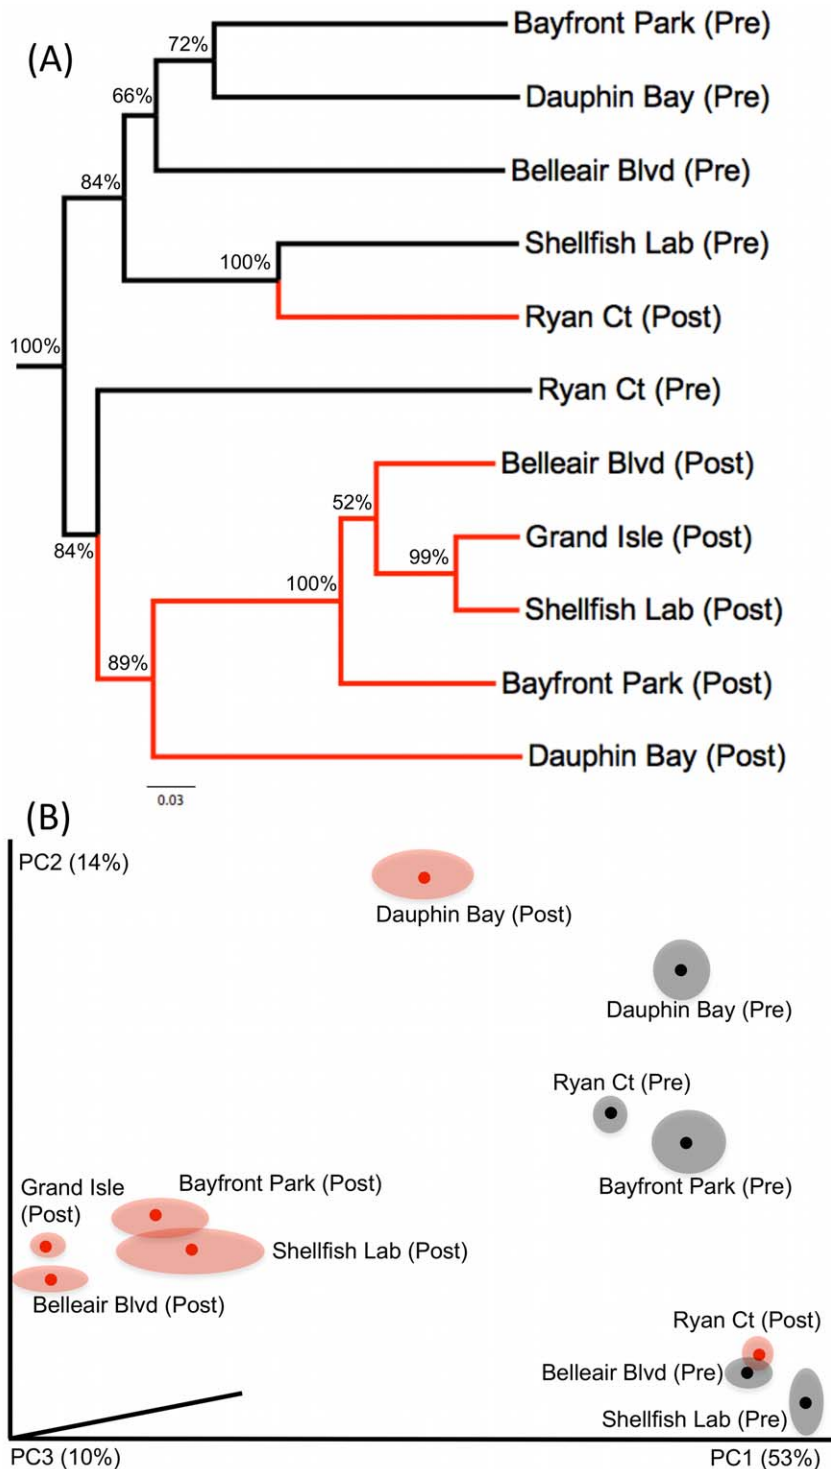 (A)
72%
Bayfront Park (Pre)
66%
Dauphin Bay (Pre)
84%
Belleair Blvd (Pre)
100%
Shellfish Lab (Pre)
Ryan Ct (Post)
100%
Ryan Ct (Pre)
Belleair Blvd (Post)
52%
Grand Isle (Post)
84%
99%
100%
Shellfish Lab (Post)
89%
Bayfront Park (Post)
Dauphin Bay (Post)
0.03
(B)
PC2 (14%)
Dauphin Bay (Post)
Dauphin Bay (Pre)
Ryan Ct (Pre)
Bayfront Park (Pre)
Grand Isle
(Post)
Bayfront Park (Post)
Shellfish Lab (Post)
Belleair Blvd (Post)
Ryan Ct (Post)
Belleair Blvd (Pre)
Shellfish Lab (Pre)
PC3 (10%)
PC1 (53%)